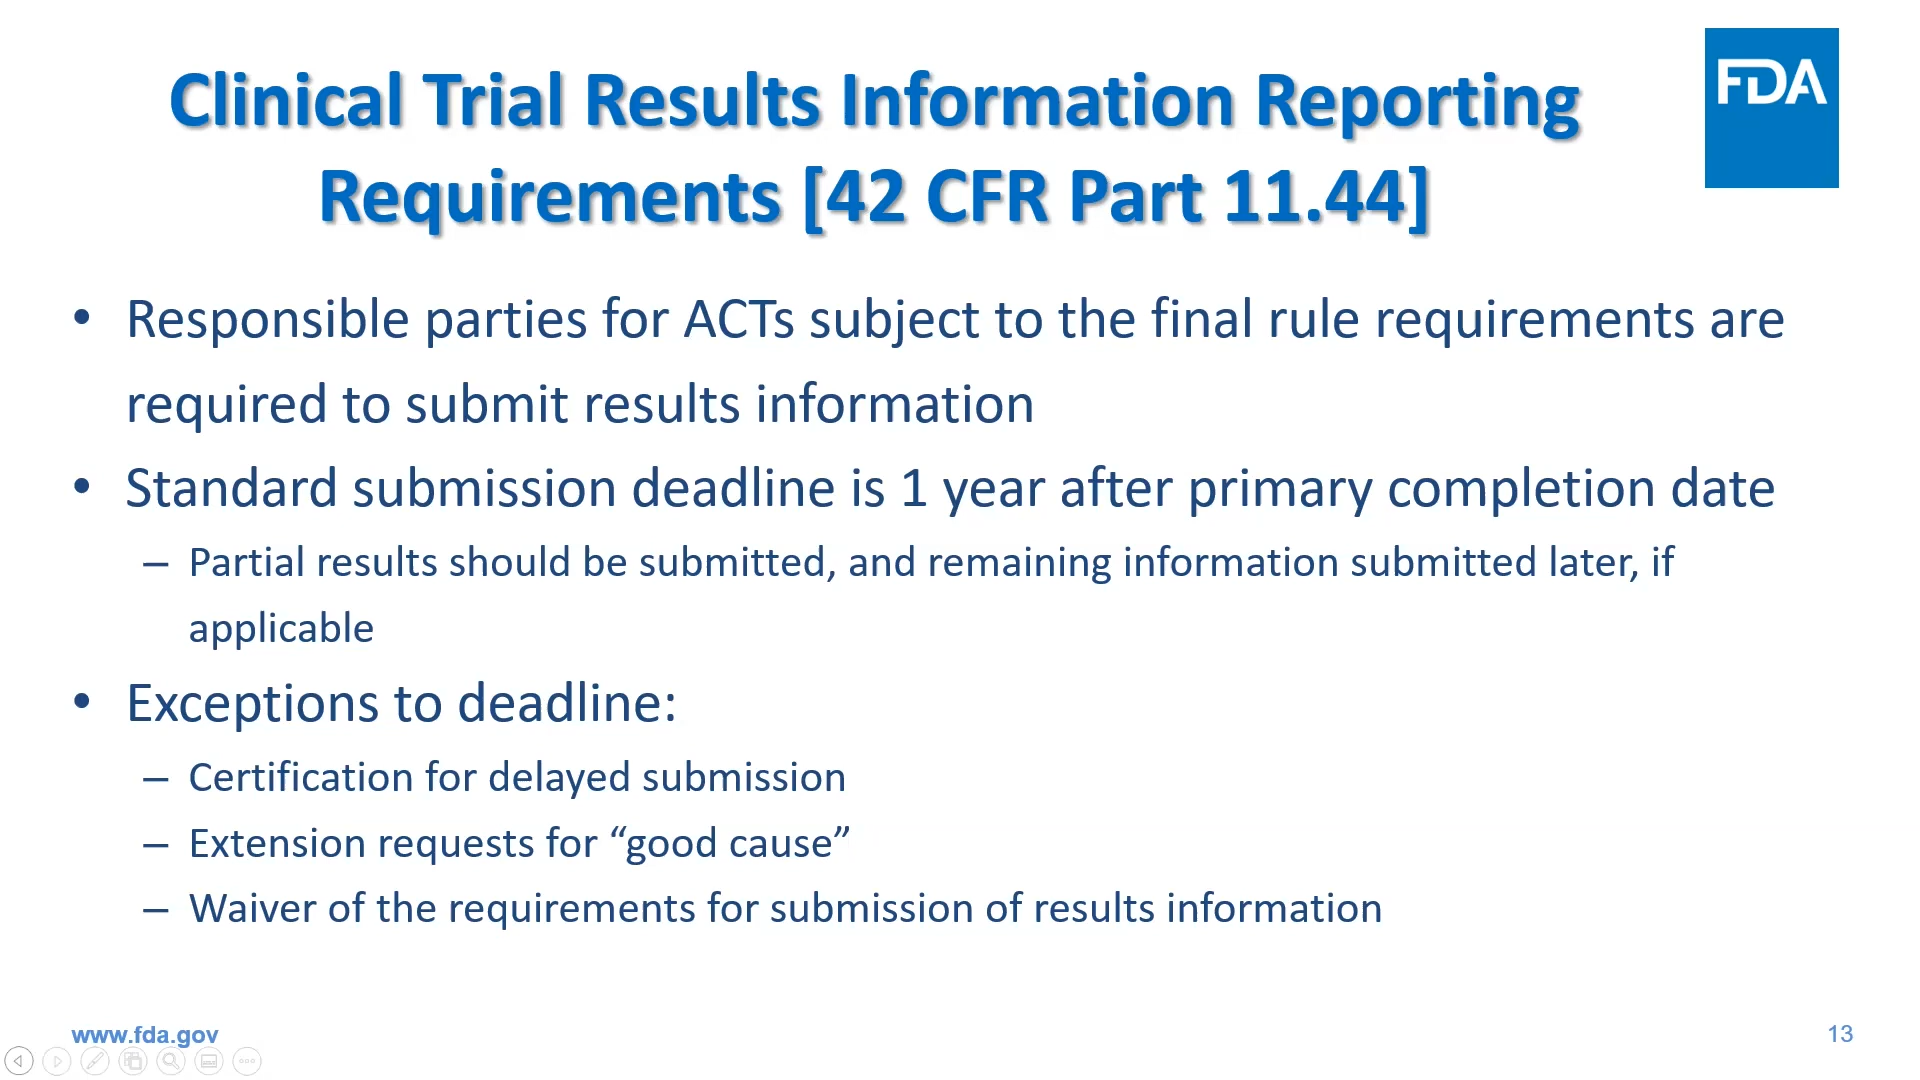 Clinical Trial Results Information Reporting
Requirements [42 CFR Part 11.44]
FDA
• Responsible parties for ACTs subject to the final rule requirements are
required to submit results information
• Standard submission deadline is 1 year after primary completion date
– Partial results should be submitted, and remaining information submitted later, if
applicable
• Exceptions to deadline:
– Certification for delayed submission
– Extension requests for “good cause”
– Waiver of the requirements for submission of results information
www.fda.gov
13